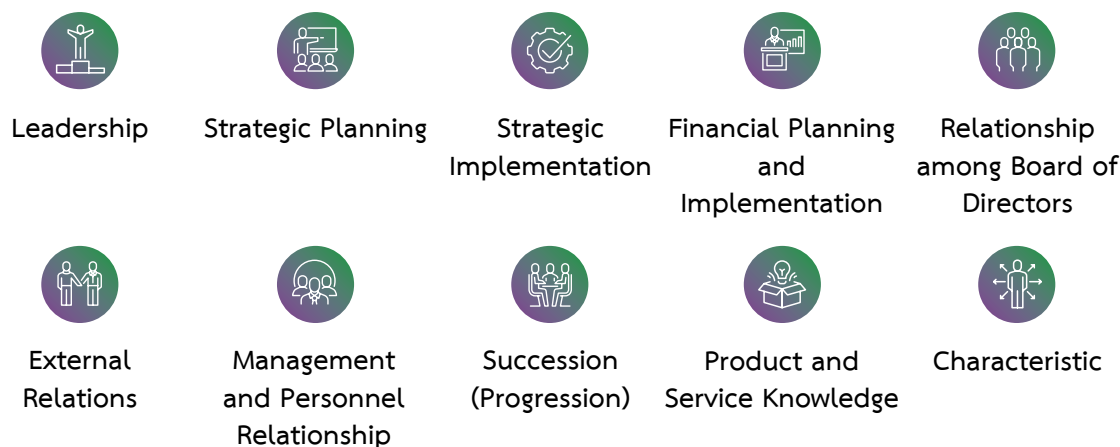 Leadership
Strategic Planning
Strategic
Implementation
Financial Planning
and
Implementation
Relationship
among Board of
Directors
External
Relations
Management
and Personnel
Relationship
Succession
(Progression)
Product and
Service Knowledge
Characteristic